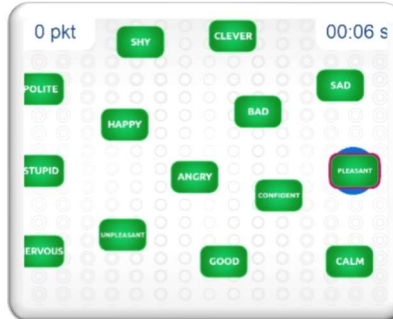 0 pkt
00:06 s
SHY
CLEVER
POLITE
SAD
BAD
HAPPY
STUPID
ANGRY
PLEASANT
CONFIDENT
UNPLEASANT
ERVOUS
GOOD
CALM